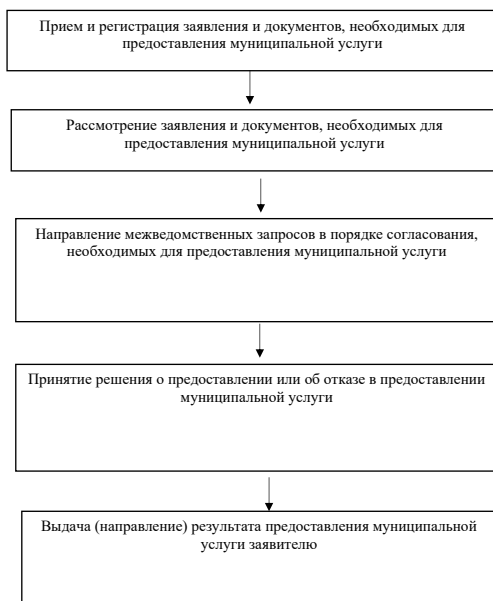 Прием и регистрация заявления и документов, необходимых для
предоставления муниципальной услуги
Рассмотрение заявления и документов, необходимых для
предоставления муниципальной услуги
Направление межведомственных запросов в порядке согласования,
необходимых для предоставления муниципальной услуги
Принятие решения о предоставлении или об отказе в предоставлении
муниципальной услуги
Выдача (направление) результата предоставления муниципальной
услуги заявителю